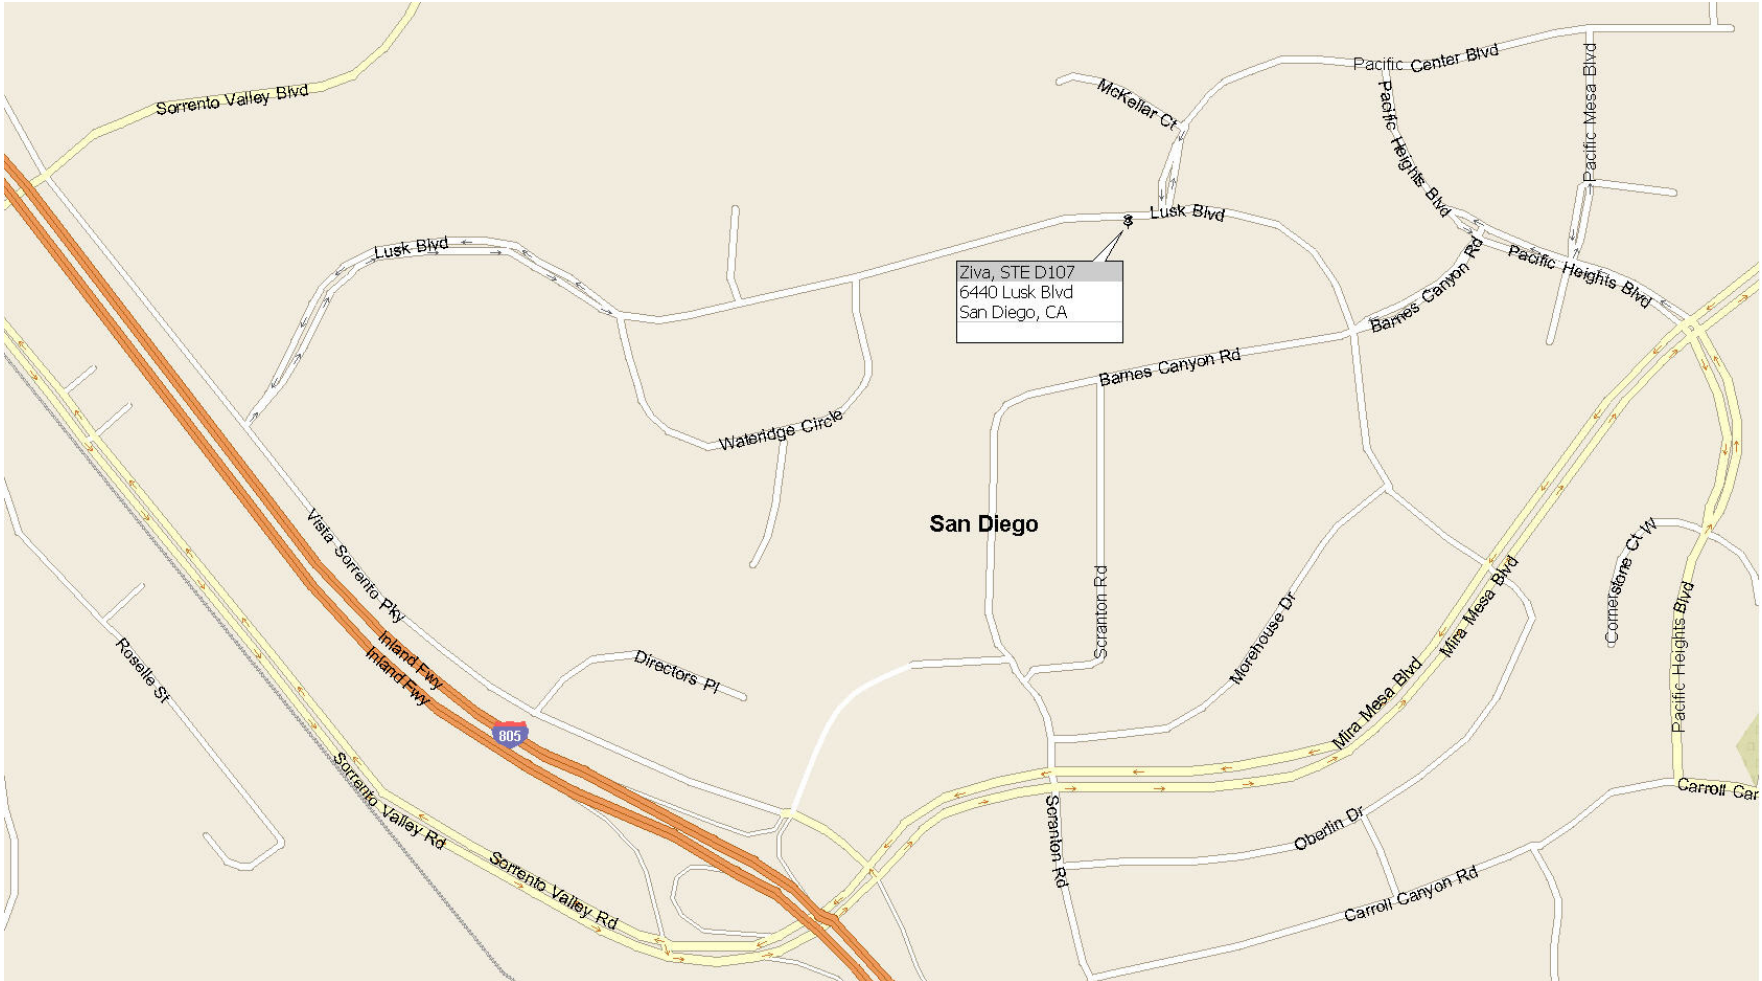 Sorrento Valley Blvd
Pacific Center Blvd
McKellar Ct
Pacific Heights Blvd
Pacific Mesa Blvd
Lusk Blvd
Lusk Blvd
Ziva, STE D107
6440 Lusk Blvd
San Diego, CA
Barnes Canyon Rd
Pacific Heights Blvd
Barnes Canyon Rd
Wateridge Circle
San Diego
Vista Sorrento Pky
Scranton Rd
Morehouse Dr
Mira Mesa Blvd
Cornerstone Ct W
Pacific Heights Blvd
Inland Fwy
Inland Fwy
Directors Pl
Roselle St
805
Mira Mesa Blvd
Sorrento Valley Rd
Sorrento Valley Rd
Scranton Rd
Oberlin Dr
Carroll Car
Carroll Canyon Rd